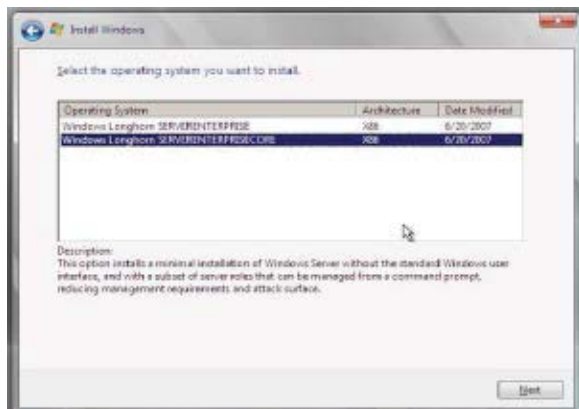 Install Windows
Select the operating system you want to install.
Operating System Architecture Date Modified
Windows Longhorn SERVERENTERPRISE X86 6/20/2007
Windows Longhorn SERVERENTERPRISECORE X86 6/20/2007
Description:
This option installs a minimal installation of Windows Server without the standard Windows user
interface, and with a subset of server roles that can be managed from a command prompt,
reducing management requirements and attack surface.
Next